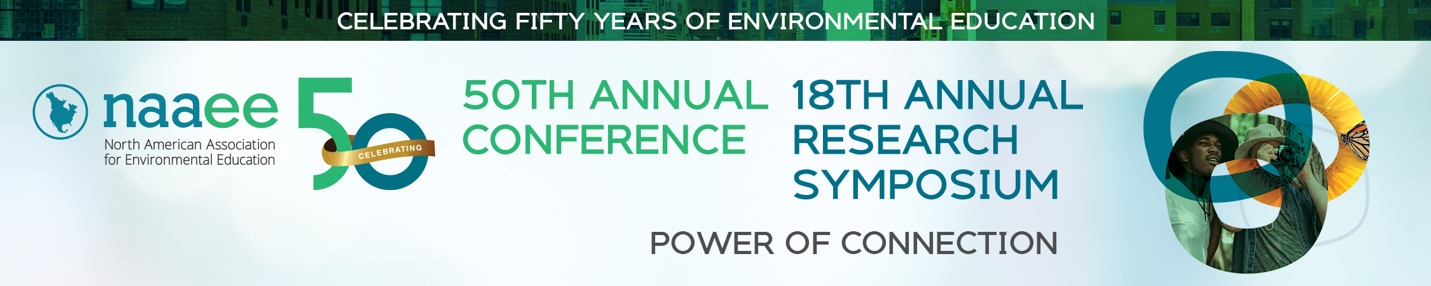 CELEBRATING FIFTY YEARS OF ENVIRONMENTAL EDUCATION
naaee
North American Association
for Environmental Education
50
CELEBRATING
50TH ANNUAL
CONFERENCE
18TH ANNUAL
RESEARCH
SYMPOSIUM
POWER OF CONNECTION